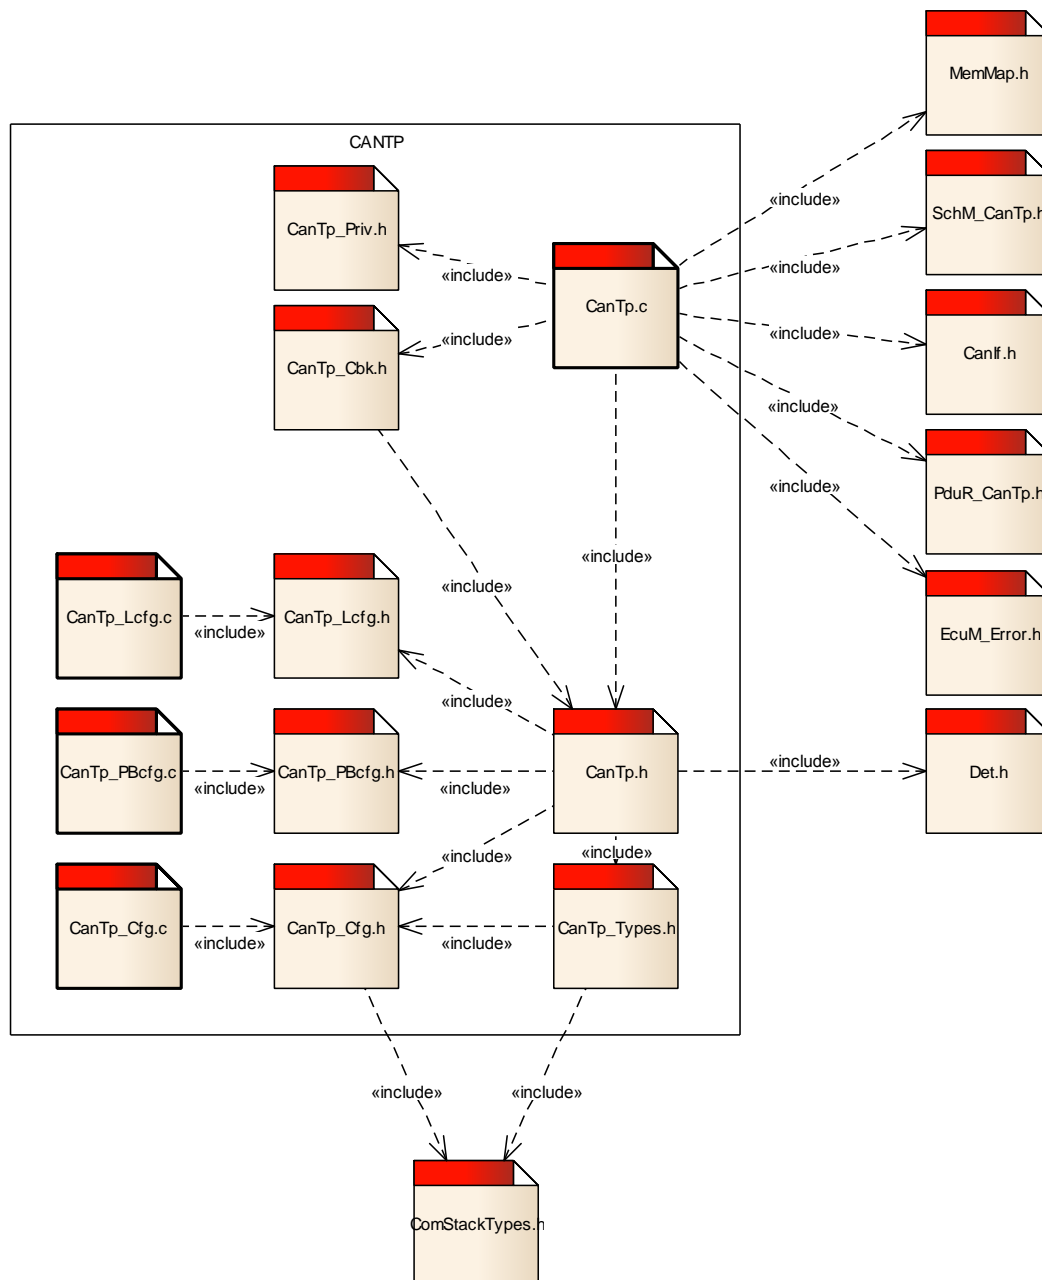 MemMap.h
CANTP
«include»
SchM_CanTp.h
CanTp_Priv.h
«include»
«include»
CanTp.c
«include»
«include»
CanIf.h
CanTp_Cbk.h
«include»
«include»
PduR_CanTp.h
«include»
«include»
«include»
CanTp_Lcfg.c
CanTp_Lcfg.h
«include»
EcuM_Error.h
«include»
CanTp_PBcfg.c
CanTp_PBcfg.h
CanTp.h
«include»
Det.h
«include»
«include»
«include»
«include»
CanTp_Cfg.c
CanTp_Cfg.h
CanTp_Types.h
«include»
«include»
«include»
«include»
ComStackTypes.h